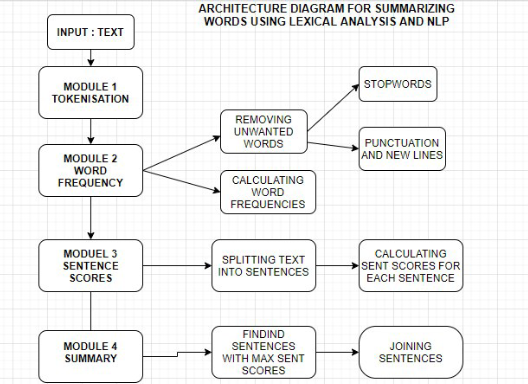 ARCHITECTURE DIAGRAM FOR SUMMARIZING
WORDS USING LEXICAL ANALYSIS AND NLP
INPUT : TEXT
MODULE 1
TOKENISATION
STOPWORDS
REMOVING
UNWANTED
WORDS
PUNCTUATION
AND NEW LINES
MODULE 2
WORD
FREQUENCY
CALCULATING
WORD
FREQUENCIES
MODUEL 3
SENTENCE
SCORES
SPLITTING TEXT
INTO SENTENCES
CALCULATING
SENT SCORES FOR
EACH SENTENCE
MODULE 4
SUMMARY
FINDIND
SENTENCES
WITH MAX SENT
SCORES
JOINING
SENTENCES